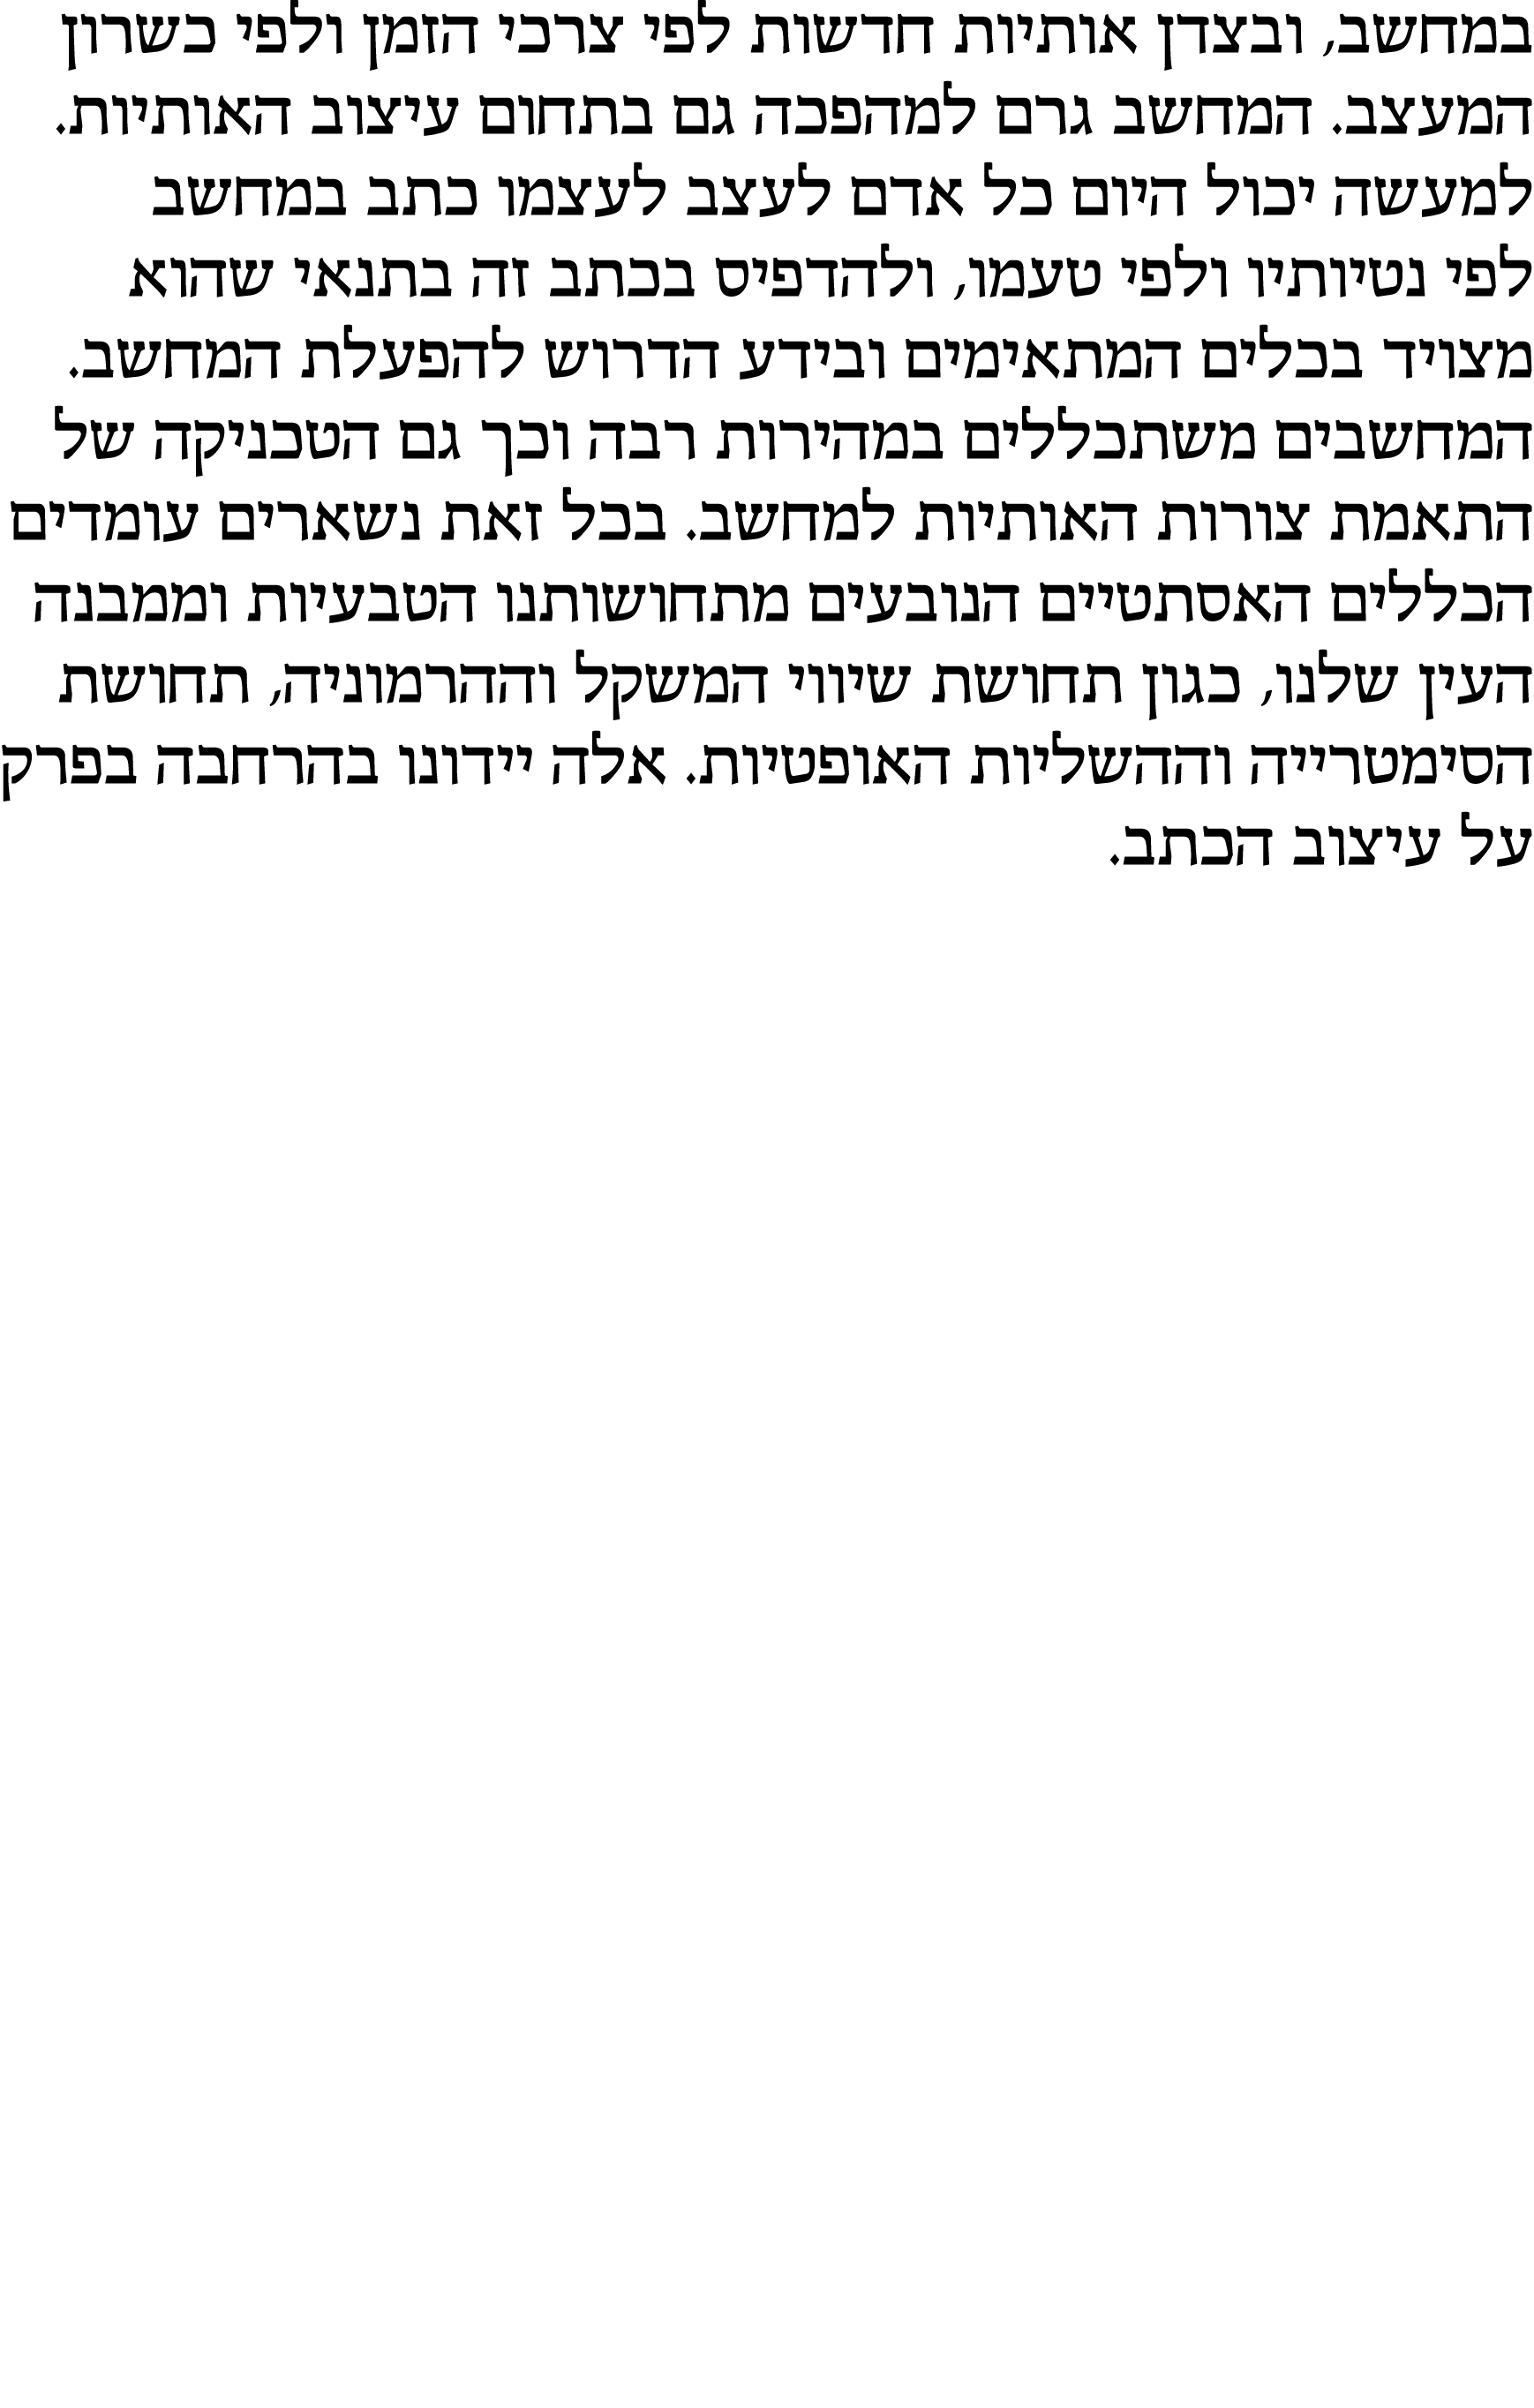 במחשב, ובצדן אותיות חדשות לפי צרכי הזמן ולפי כשרון
המעצב. המחשב גרם למהפכה גם בתחום עיצוב האותיות.
למעשה יכול היום כל אדם לעצב לעצמו כתב במחשב
לפי נטיותיו ולפי טעמו, ולהדפיס בכתב זה בתנאי שהוא
מצויד בכלים המתאימים ובידע הדרוש להפעלת המחשב.
המחשבים משתכללים במהירות רבה וכך גם הטכניקה של
התאמת צורות האותיות למחשב. בכל זאת נשארים עומדים
הכללים האסתטיים הנובעים מתחושותנו הטבעיות וממבנה
העין שלנו, כגון תחושת שיווי המשקל וההרמוניה, תחושת
הסימטרייה וההשליות האופטיות. אלה יידונו בהרחבה בפרק
על עיצוב הכתב.